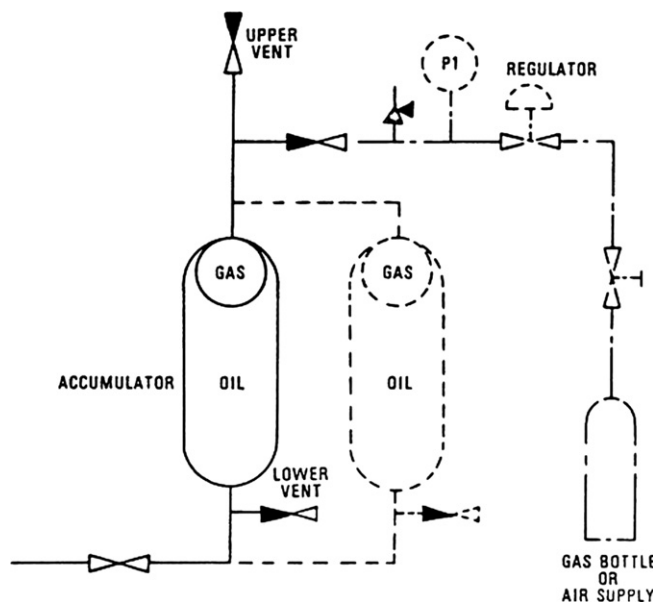 UPPER
VENT
P1
REGULATOR
GAS
GAS
ACCUMULATOR
OIL
OIL
LOWER
VENT
GAS BOTTLE
OR
AIR SUPPLY